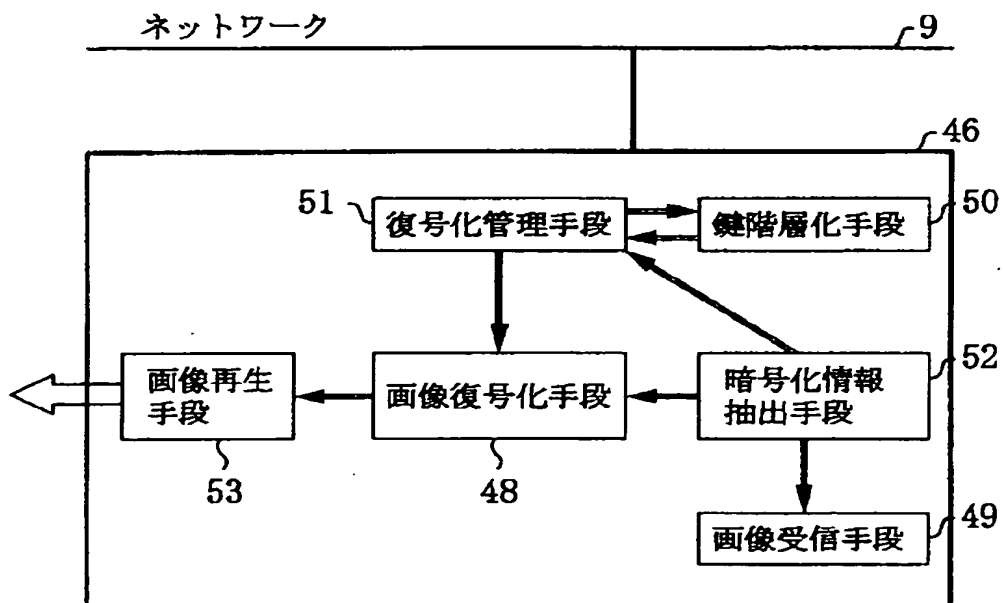 ネットワーク
9
46
51
復号化管理手段
鍵階層化手段
50
画像再生
手段
53
画像復号化手段
48
暗号化情報
抽出手段
52
画像受信手段
49